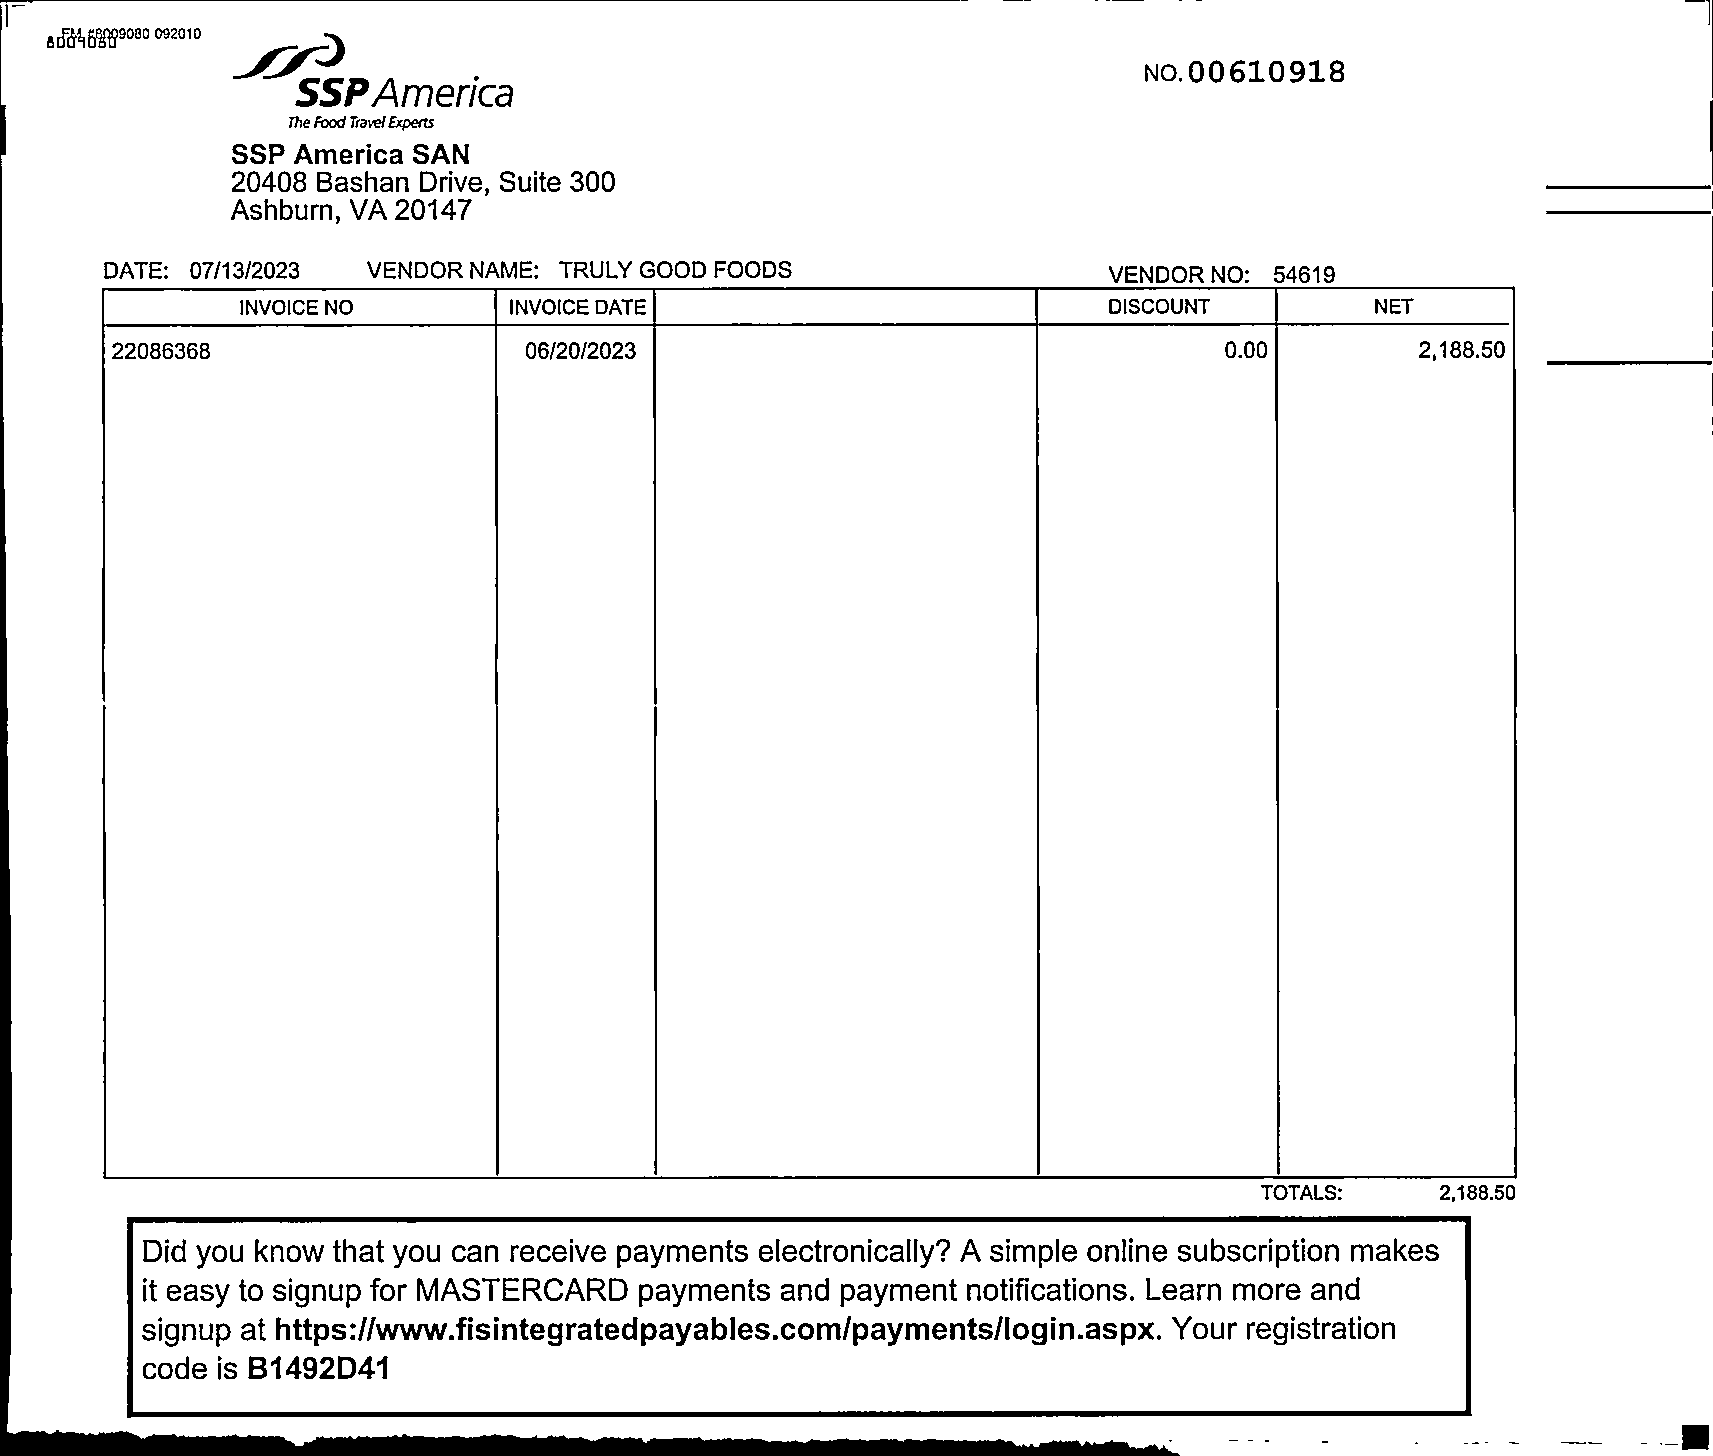 FM #8009080 092010
8009080
SSP America
The Food Travel Experts
NO. 00610918
SSP America SAN
20408 Bashan Drive, Suite 300
Ashburn, VA 20147
DATE: 07/13/2023 VENDOR NAME: TRULY GOOD FOODS VENDOR NO: 54619
INVOICE NO INVOICE DATE DISCOUNT NET
22086368 06/20/2023 0.00 2,188.50
TOTALS: 2,188.50
Did you know that you can receive payments electronically? A simple online subscription makes
it easy to signup for MASTERCARD payments and payment notifications. Learn more and
signup at https://www.fisintegratedpayables.com/payments/login.aspx. Your registration
code is B1492D41